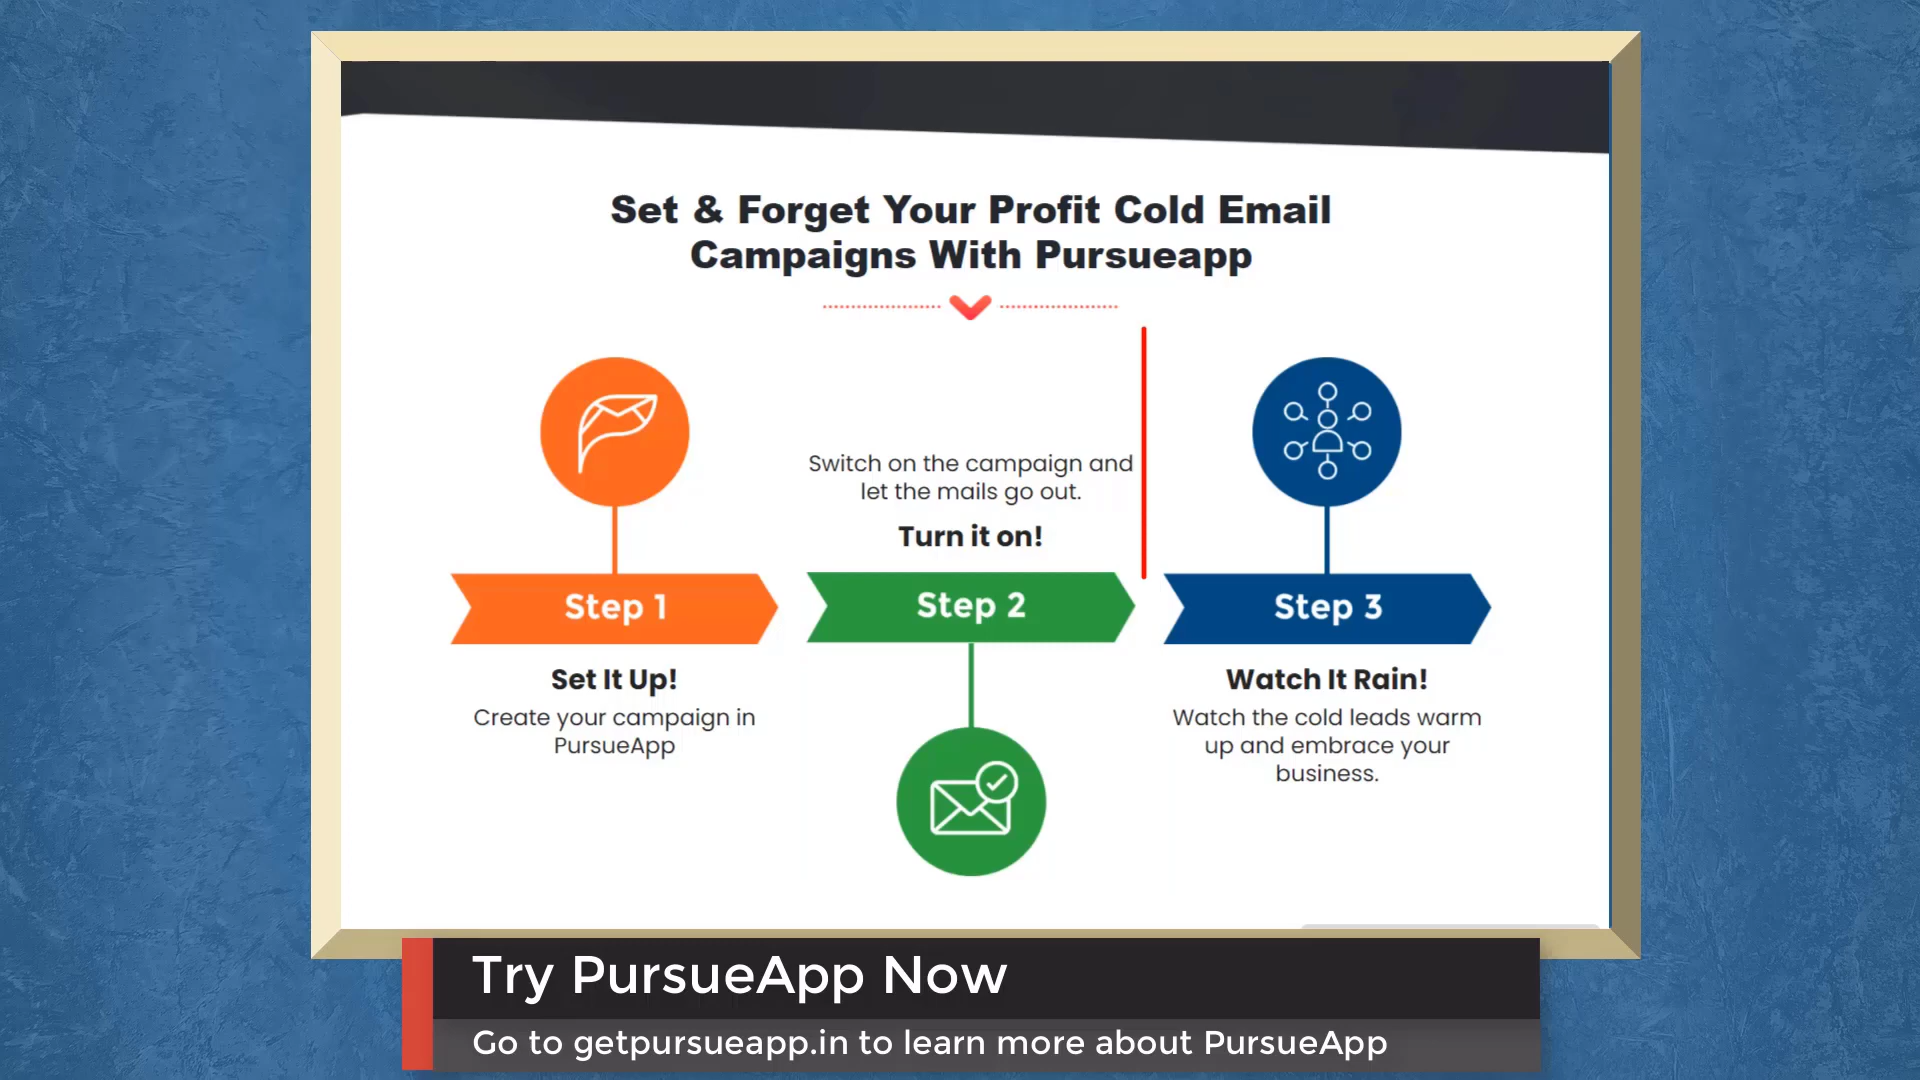 Set & Forget Your Profit Cold Email
Campaigns With Pursueapp
Step 1
Set It Up!
Create your campaign in
PursueApp
Switch on the campaign and
let the mails go out.
Turn it on!
Step 2
Step 3
Watch It Rain!
Watch the cold leads warm
up and embrace your
business.
Try PursueApp Now
Go to getpursueapp.in to learn more about PursueApp